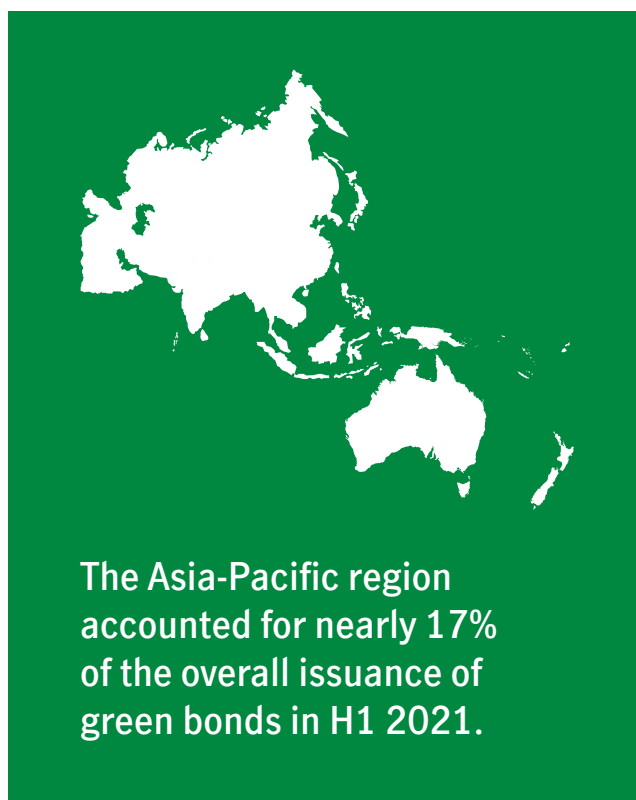 The Asia-Pacific region
accounted for nearly 17%
of the overall issuance of
green bonds in H1 2021.